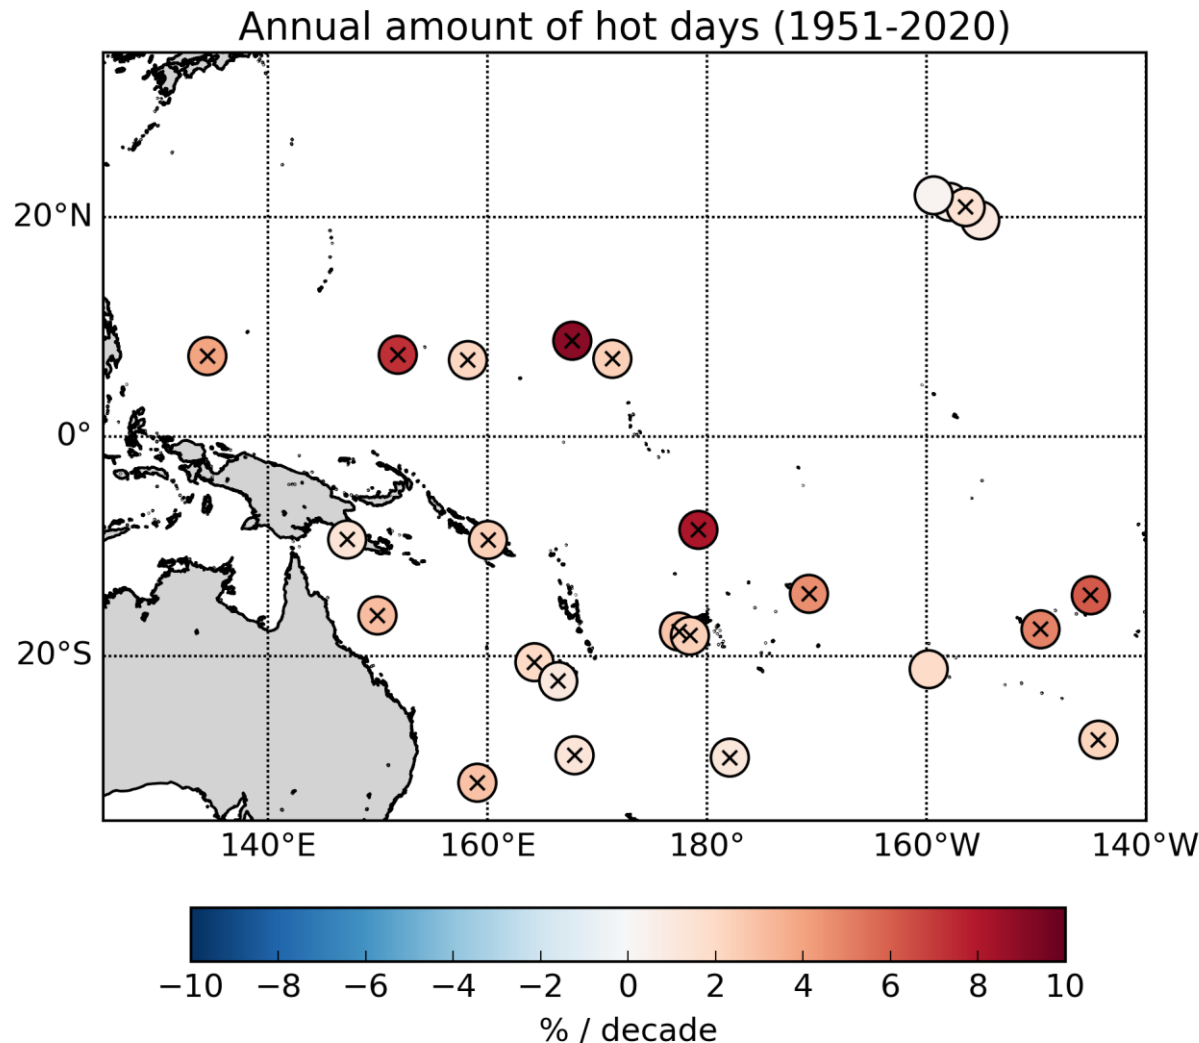 Annual amount of hot days (1951-2020)
20°N
0°
20°S
140°E 160°E 180° 160°W 140°W
−10 −8 −6 −4 −2 0 2 4 6 8 10
% / decade